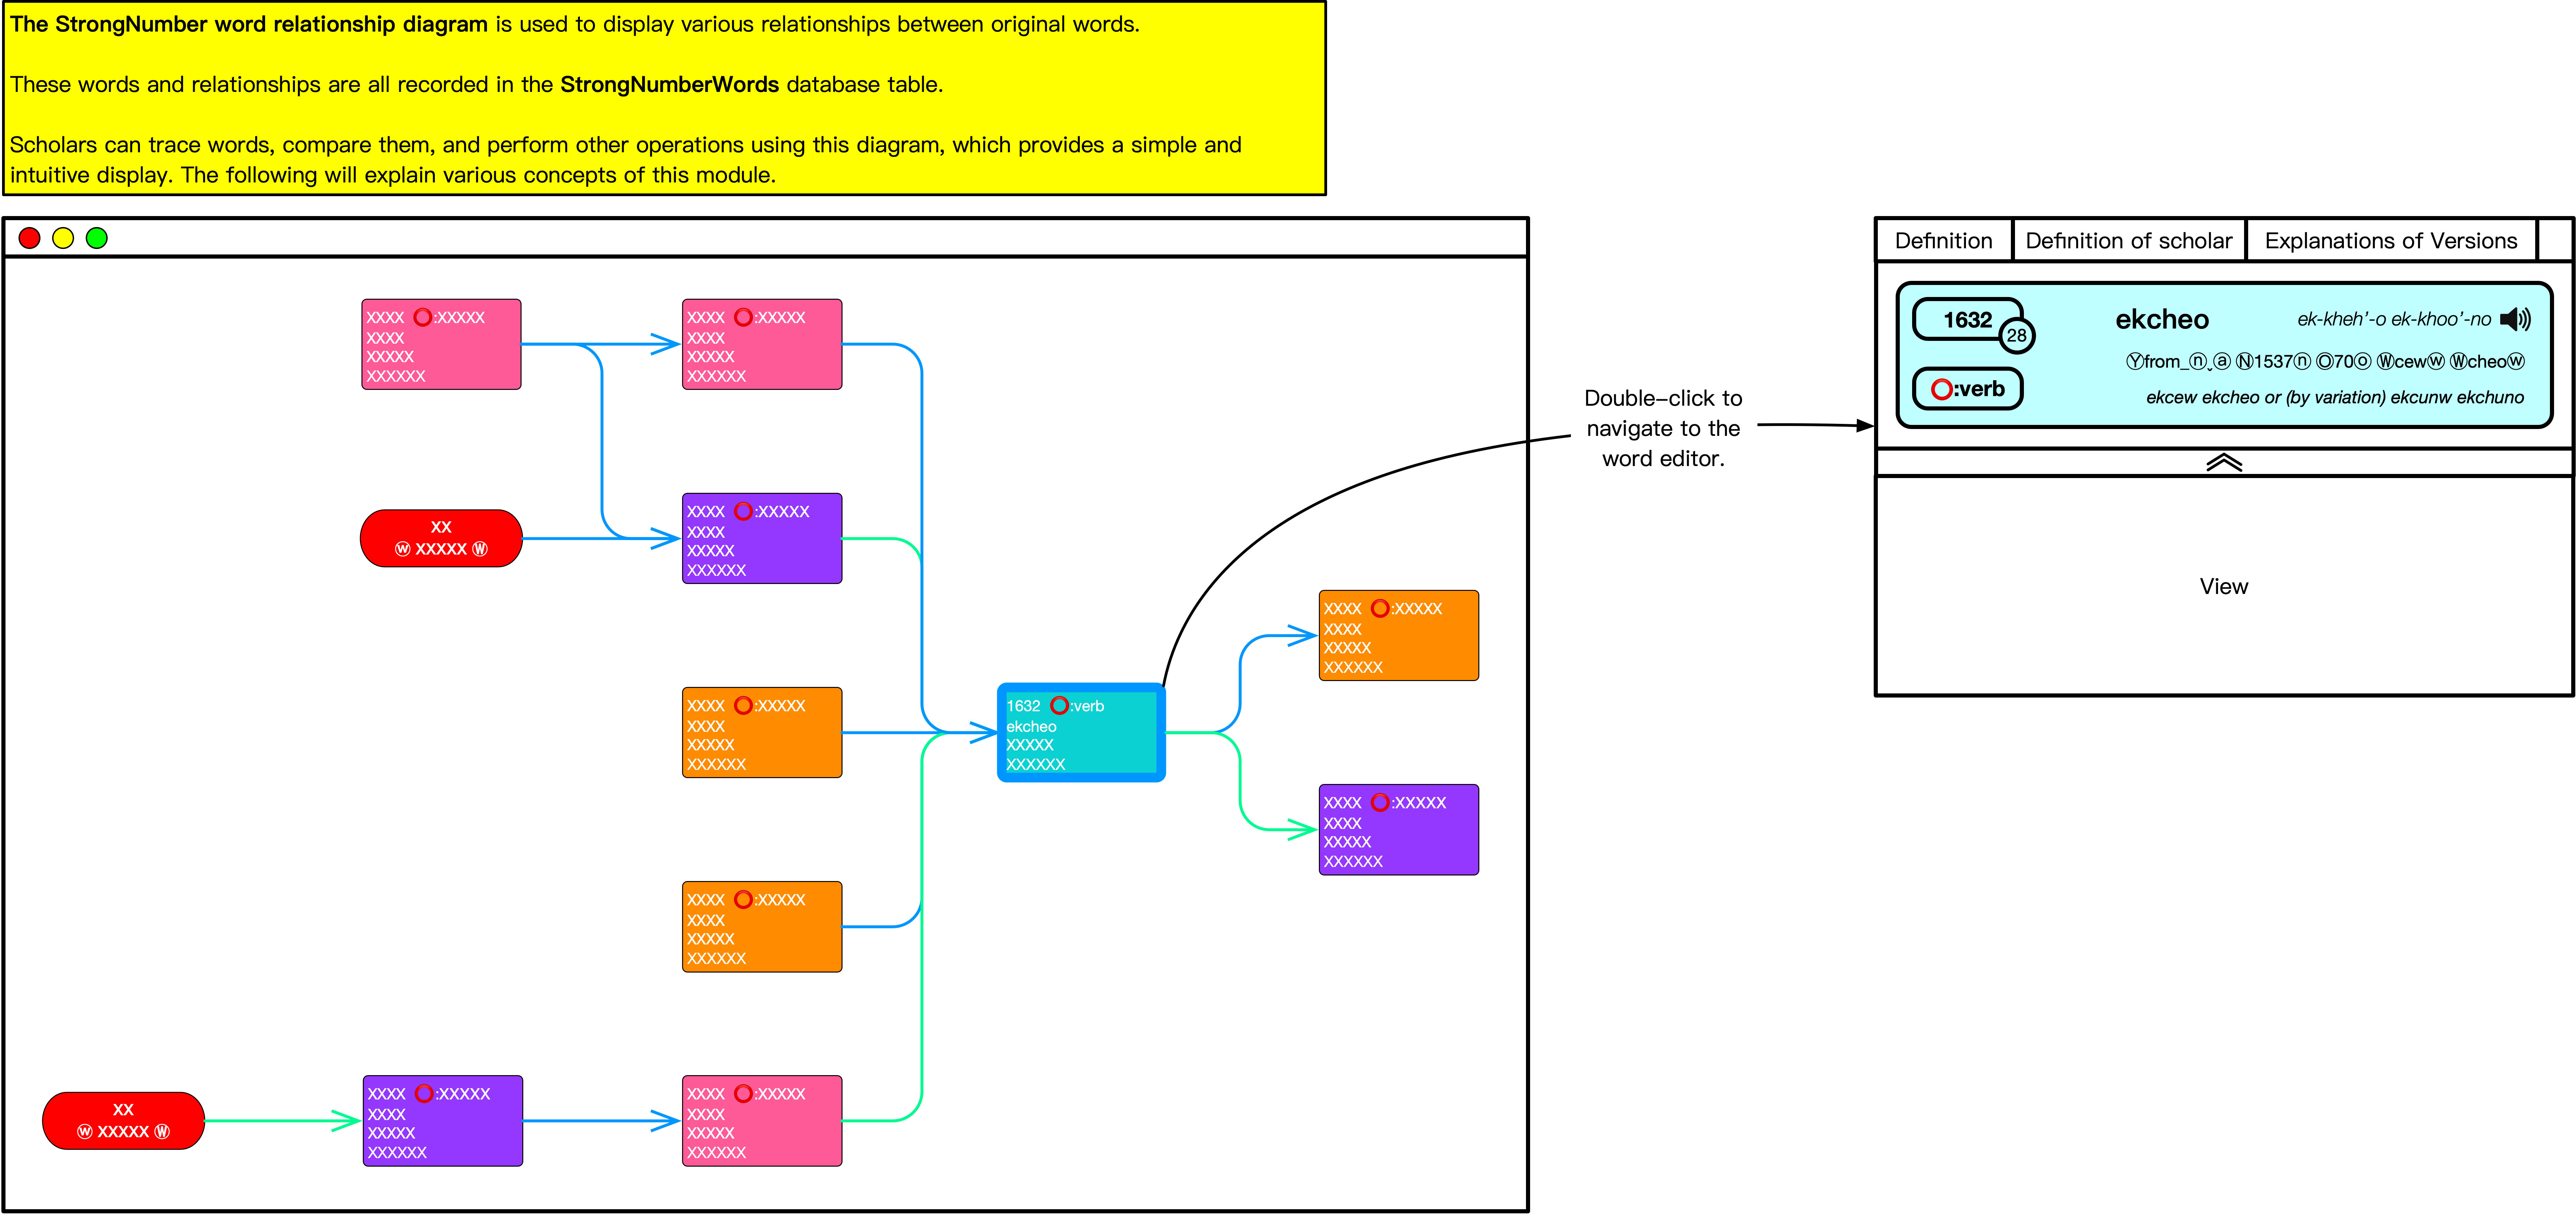 The StrongNumber word relationship diagram is used to display various relationships between original words.
These words and relationships are all recorded in the StrongNumberWords database table.
Scholars can trace words, compare them, and perform other operations using this diagram, which provides a simple and
intuitive display. The following will explain various concepts of this module.
XXXX ⭕:XXXXX
XXXX
XXXXX
XXXXXX
XXXX ⭕:XXXXX
XXXX
XXXXX
XXXXXX
XX
ⓦ XXXXX Ⓦ
XXXX ⭕:XXXXX
XXXX
XXXXX
XXXXXX
XXXX ⭕:XXXXX
XXXX
XXXXX
XXXXXX
1632 ⭕:verb
ekcheo
XXXXX
XXXXXX
XXXX ⭕:XXXXX
XXXX
XXXXX
XXXXXX
XXXX ⭕:XXXXX
XXXX
XXXXX
XXXXXX
XXXX ⭕:XXXXX
XXXX
XXXXX
XXXXXX
XX
ⓦ XXXXX Ⓦ
XXXX ⭕:XXXXX
XXXX
XXXXX
XXXXXX
XXXX ⭕:XXXXX
XXXX
XXXXX
XXXXXX
Double-click to
navigate to the
word editor.
Definition
Definition of scholar
Explanations of Versions
1632
28
ekcheo
ek-kheh'-o ek-khoo'-no
Ⓨfrom_ⓝˬⓐ Ⓝ1537ⓝ Ⓞ70ⓞ Ⓦcewⓦ Ⓦcheoⓦ
⭕:verb
ekcew ekcheo or (by variation) ekcunw ekchuno
View